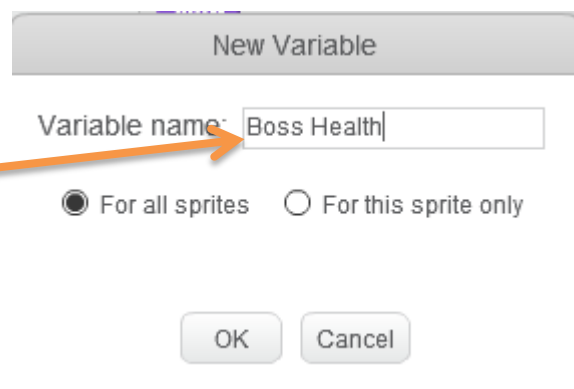 New Variable
Variable name: Boss Health
For all sprites For this sprite only
OK Cancel